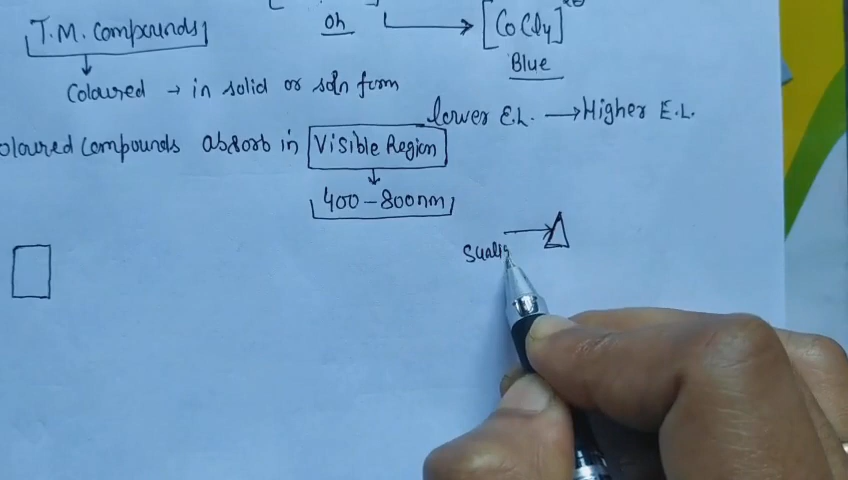 T.M. Compounds
Oh
[CoCl4]
Blue
Coloured → in solid or soln form
lower E.L. → Higher E.L.
oloured Compounds absorb in Visible Region
400-800nm